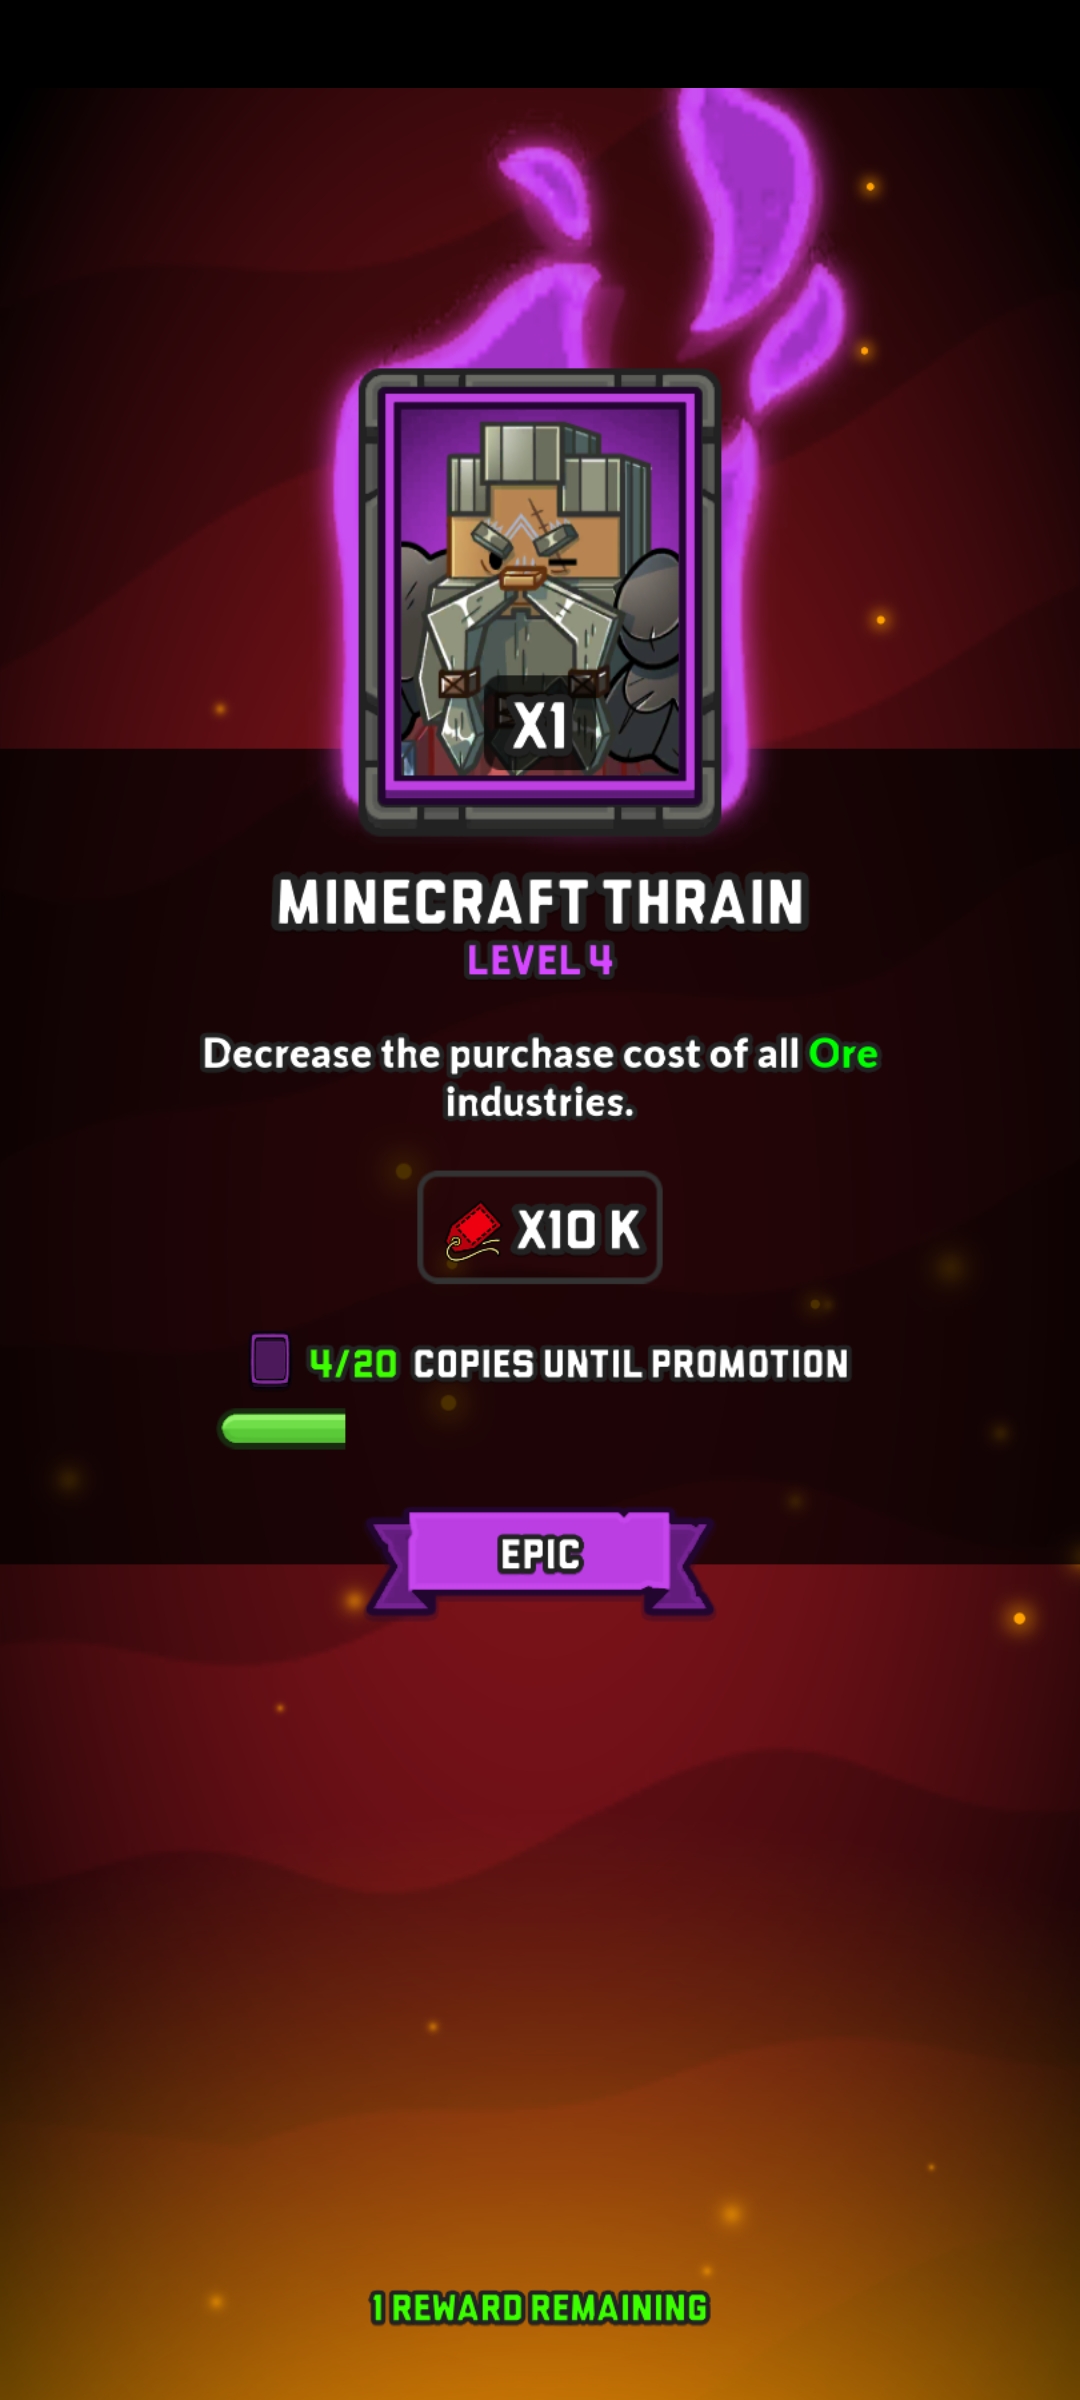 X1
MINECRAFT THRAIN
LEVEL 4
Decrease the purchase cost of all Ore
industries.
X10 K
4/20 COPIES UNTIL PROMOTION
EPIC
1 REWARD REMAINING